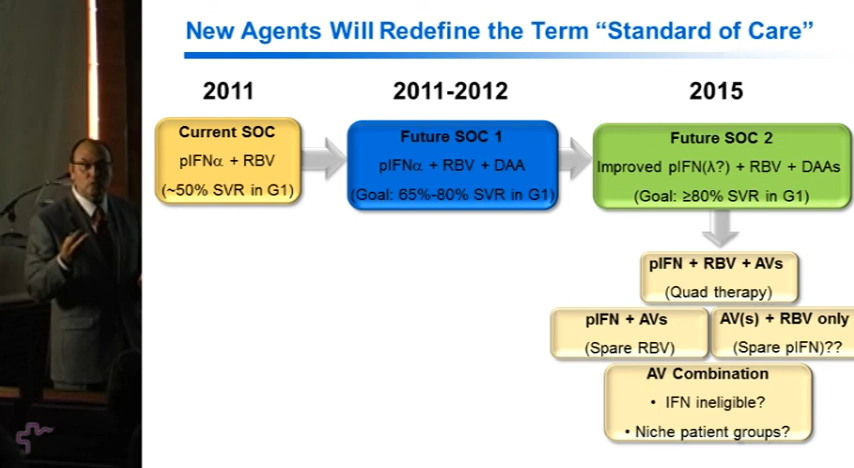 New Agents Will Redefine the Term “Standard of Care”
2011
2011-2012
2015
Current SOC
pIFNα + RBV
(~50% SVR in G1)
Future SOC 1
pIFNα + RBV + DAA
(Goal: 65%-80% SVR in G1)
Future SOC 2
Improved pIFN(λ?) + RBV + DAAs
(Goal: ≥80% SVR in G1)
pIFN + RBV + AVs
(Quad therapy)
pIFN + AVs
(Spare RBV)
AV(s) + RBV only
(Spare pIFN)??
AV Combination
• IFN ineligible?
• Niche patient groups?